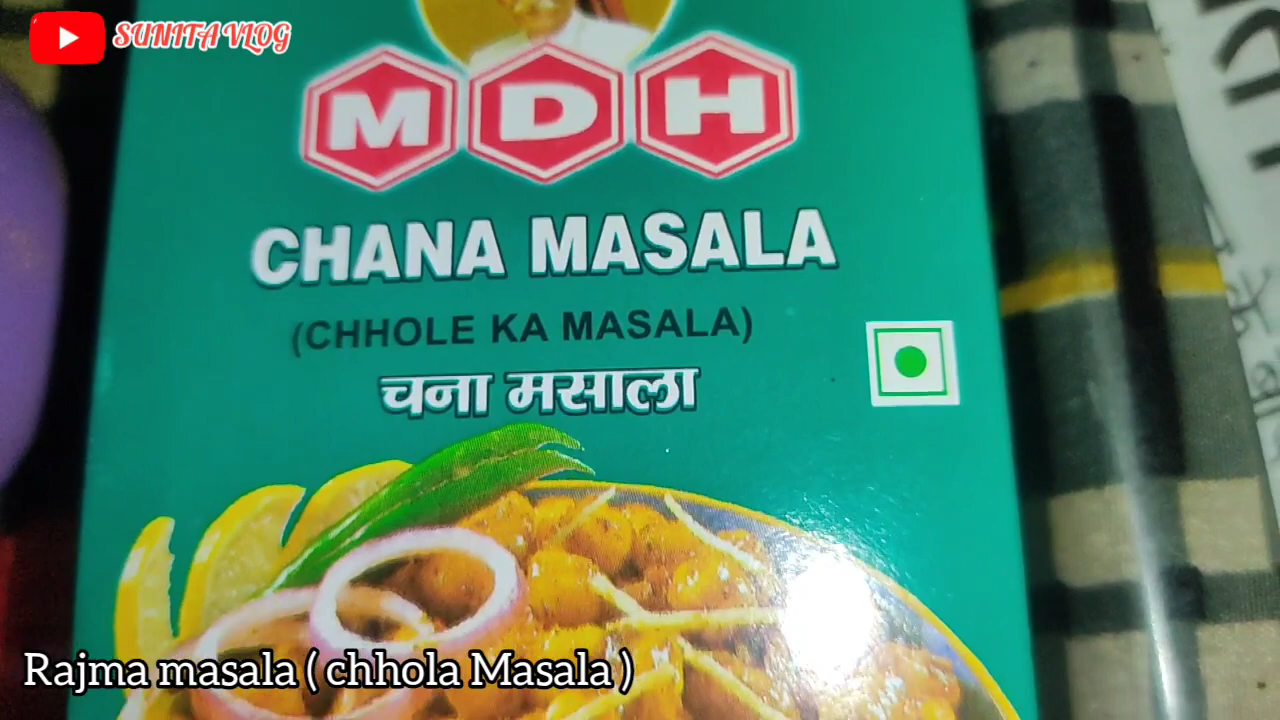 SUNITA VLOG
MDH
CHANA MASALA
(CHHOLE KA MASALA)
चना मसाला
Rajma masala ( chhola Masala )